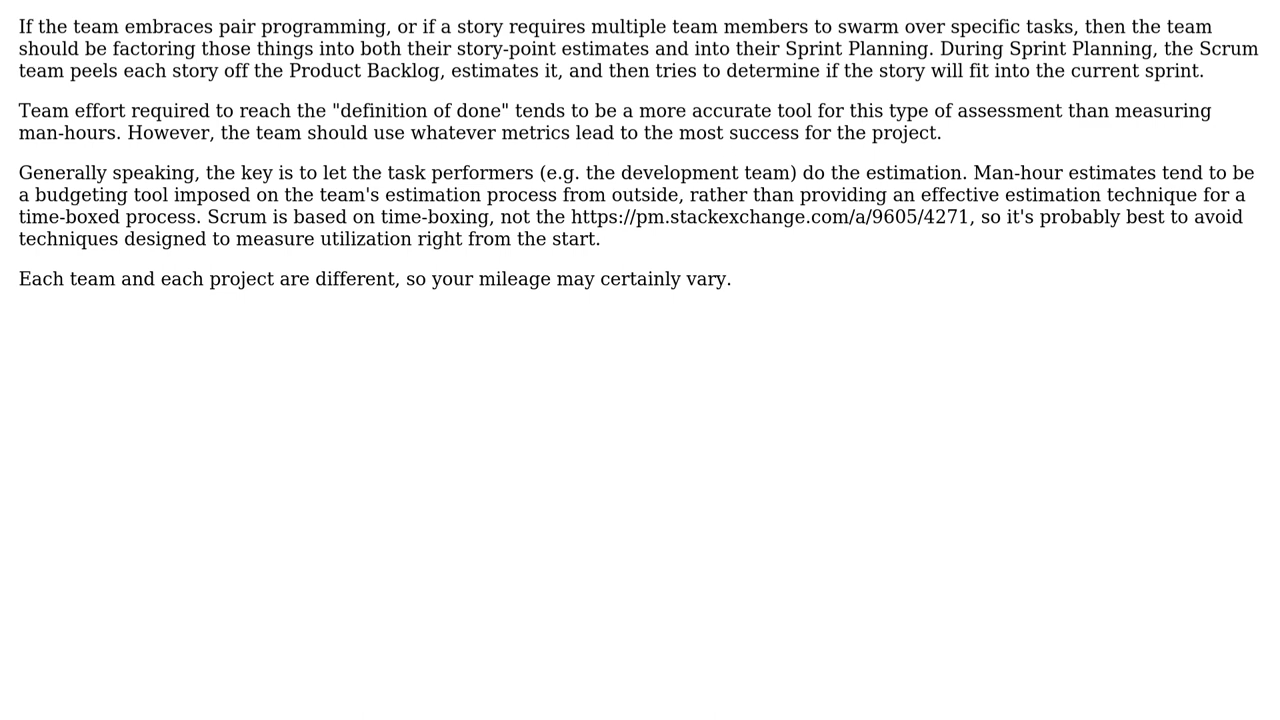 If the team embraces pair programming, or if a story requires multiple team members to swarm over specific tasks, then the team
should be factoring those things into both their story-point estimates and into their Sprint Planning. During Sprint Planning, the Scrum
team peels each story off the Product Backlog, estimates it, and then tries to determine if the story will fit into the current sprint.
Team effort required to reach the "definition of done" tends to be a more accurate tool for this type of assessment than measuring
man-hours. However, the team should use whatever metrics lead to the most success for the project.
Generally speaking, the key is to let the task performers (e.g. the development team) do the estimation. Man-hour estimates tend to be
a budgeting tool imposed on the team's estimation process from outside, rather than providing an effective estimation technique for a
time-boxed process. Scrum is based on time-boxing, not the https://pm.stackexchange.com/a/9605/4271, so it's probably best to avoid
techniques designed to measure utilization right from the start.
Each team and each project are different, so your mileage may certainly vary.